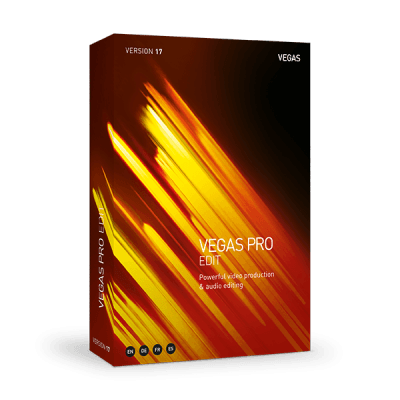 VERSION 17
VEGAS
VEGAS PRO
EDIT
Powerful video production
& audio editing
EN DE FR ES
VEGAS PRO EDIT
VERSION 17